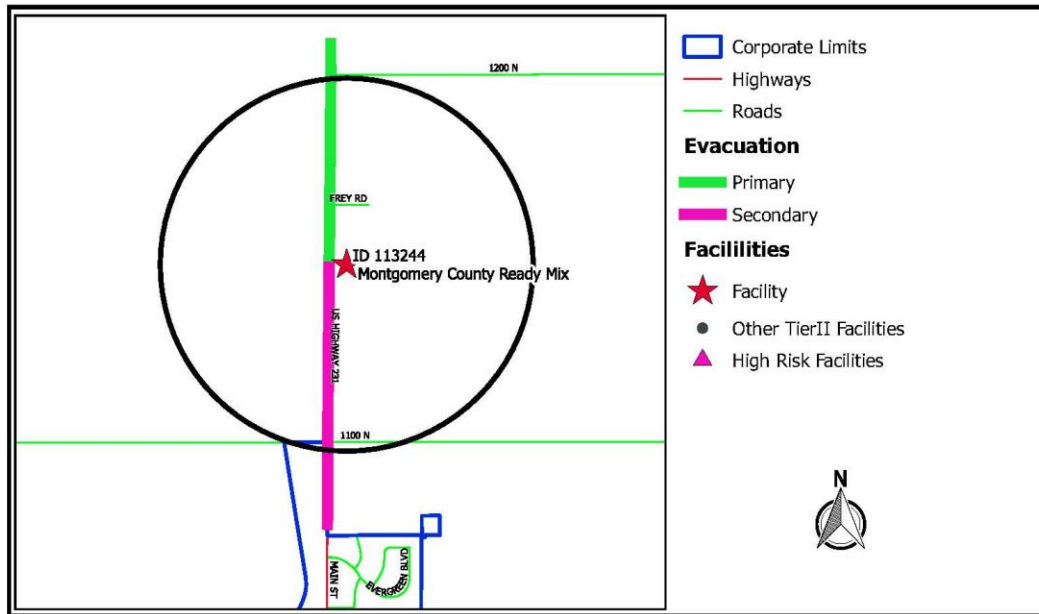 1200 N
FREY RD
ID 113244
Montgomery County Ready Mix
US HIGHWAY 231
1100 N
MAIN ST
EVERGREEN BLVD
Corporate Limits
Highways
Roads
Evacuation
Primary
Secondary
Facililities
Facility
Other TierII Facilities
High Risk Facilities
N